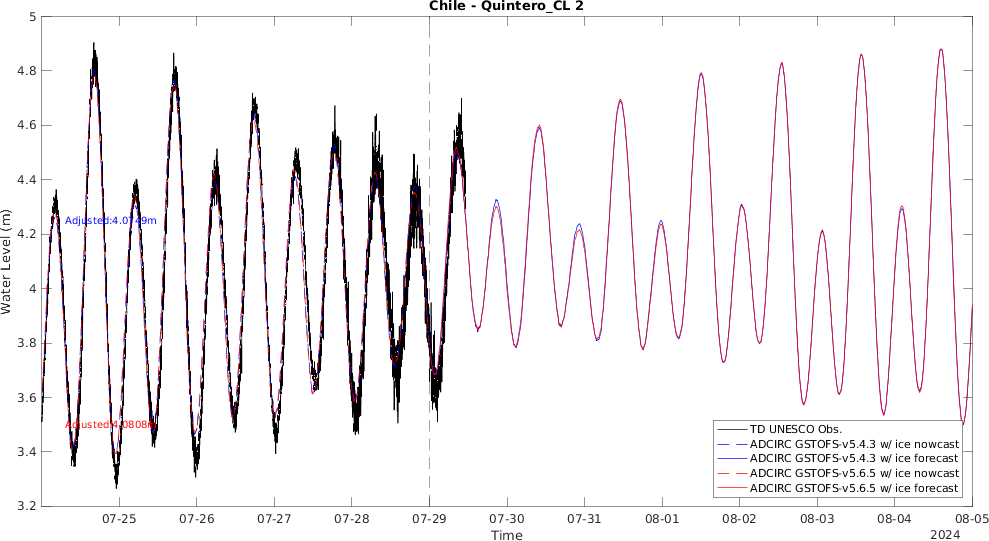 Chile - Quintero_CL 2
5
4.8
4.6
4.4
4.2
4
3.8
3.6
3.4
3.2
Water Level (m)
Adjusted:4.0749m
Adjusted:4.0808m
TD UNESCO Obs.
ADCIRC GSTOFS-v5.4.3 w/ ice nowcast
ADCIRC GSTOFS-v5.4.3 w/ ice forecast
ADCIRC GSTOFS-v5.6.5 w/ ice nowcast
ADCIRC GSTOFS-v5.6.5 w/ ice forecast
07-25 07-26 07-27 07-28 07-29 07-30 07-31 08-01 08-02 08-03 08-04 08-05
Time
2024